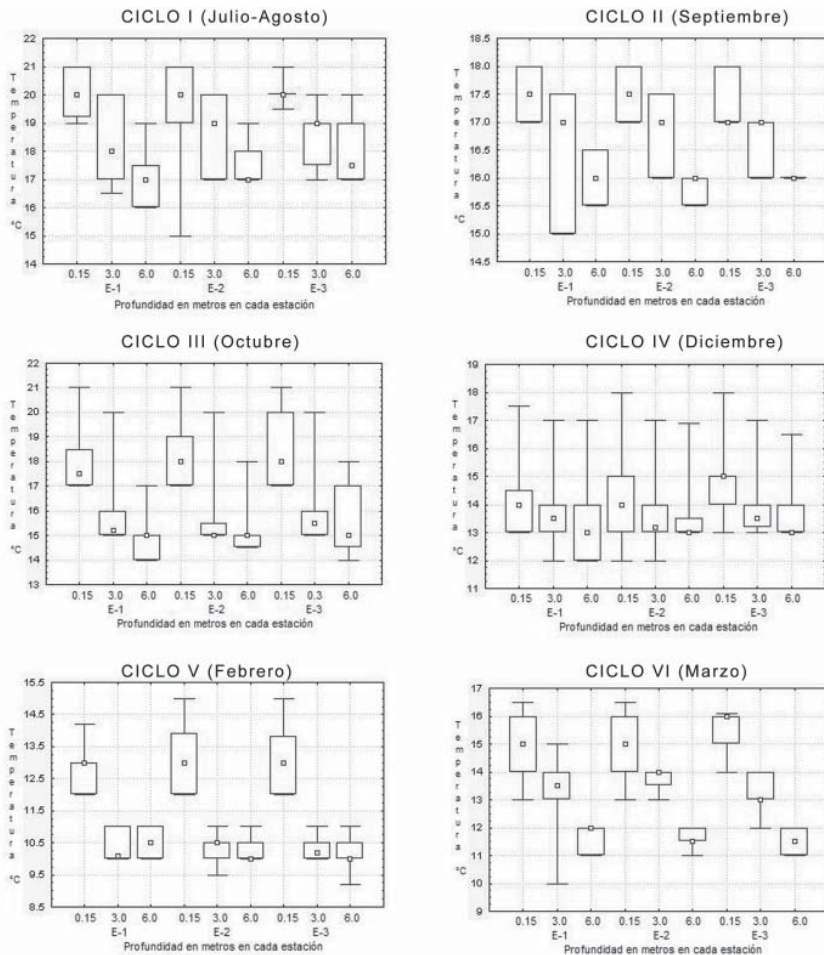 CICLO I (Julio-Agosto)
Temperatura °C
22
21
20
19
18
17
16
15
14
0.15 3.0 6.0 0.15 3.0 6.0 0.15 3.0 6.0
E-1 E-2 E-3
Profundidad en metros en cada estación
CICLO II (Septiembre)
Temperatura °C
18.5
18.0
17.5
17.0
16.5
16.0
15.5
15.0
14.5
0.15 3.0 6.0 0.15 3.0 6.0 0.15 3.0 6.0
E-1 E-2 E-3
Profundidad en metros en cada estación
CICLO III (Octubre)
Temperatura °C
22
21
20
19
18
17
16
15
14
13
0.15 3.0 6.0 0.15 3.0 6.0 0.15 0.3 6.0
E-1 E-2 E-3
Profundidad en metros en cada estación
CICLO IV (Diciembre)
Temperatura °C
19
18
17
16
15
14
13
12
11
0.15 3.0 6.0 0.15 3.0 6.0 0.15 3.0 6.0
E-1 E-2 E-3
Profundidad en metros en cada estación
CICLO V (Febrero)
Temperatura °C
15.5
14.5
13.5
12.5
11.5
10.5
9.5
8.5
0.15 3.0 6.0 0.15 3.0 6.0 0.15 3.0 6.0
E-1 E-2 E-3
Profundidad en metros en cada estación
CICLO VI (Marzo)
Temperatura °C
16
17
15
14
13
12
11
10
9
0.15 3.0 6.0 0.15 3.0 6.0 0.15 3.0 6.0
E-1 E-2 E-3
Profundidad en metros en cada estación